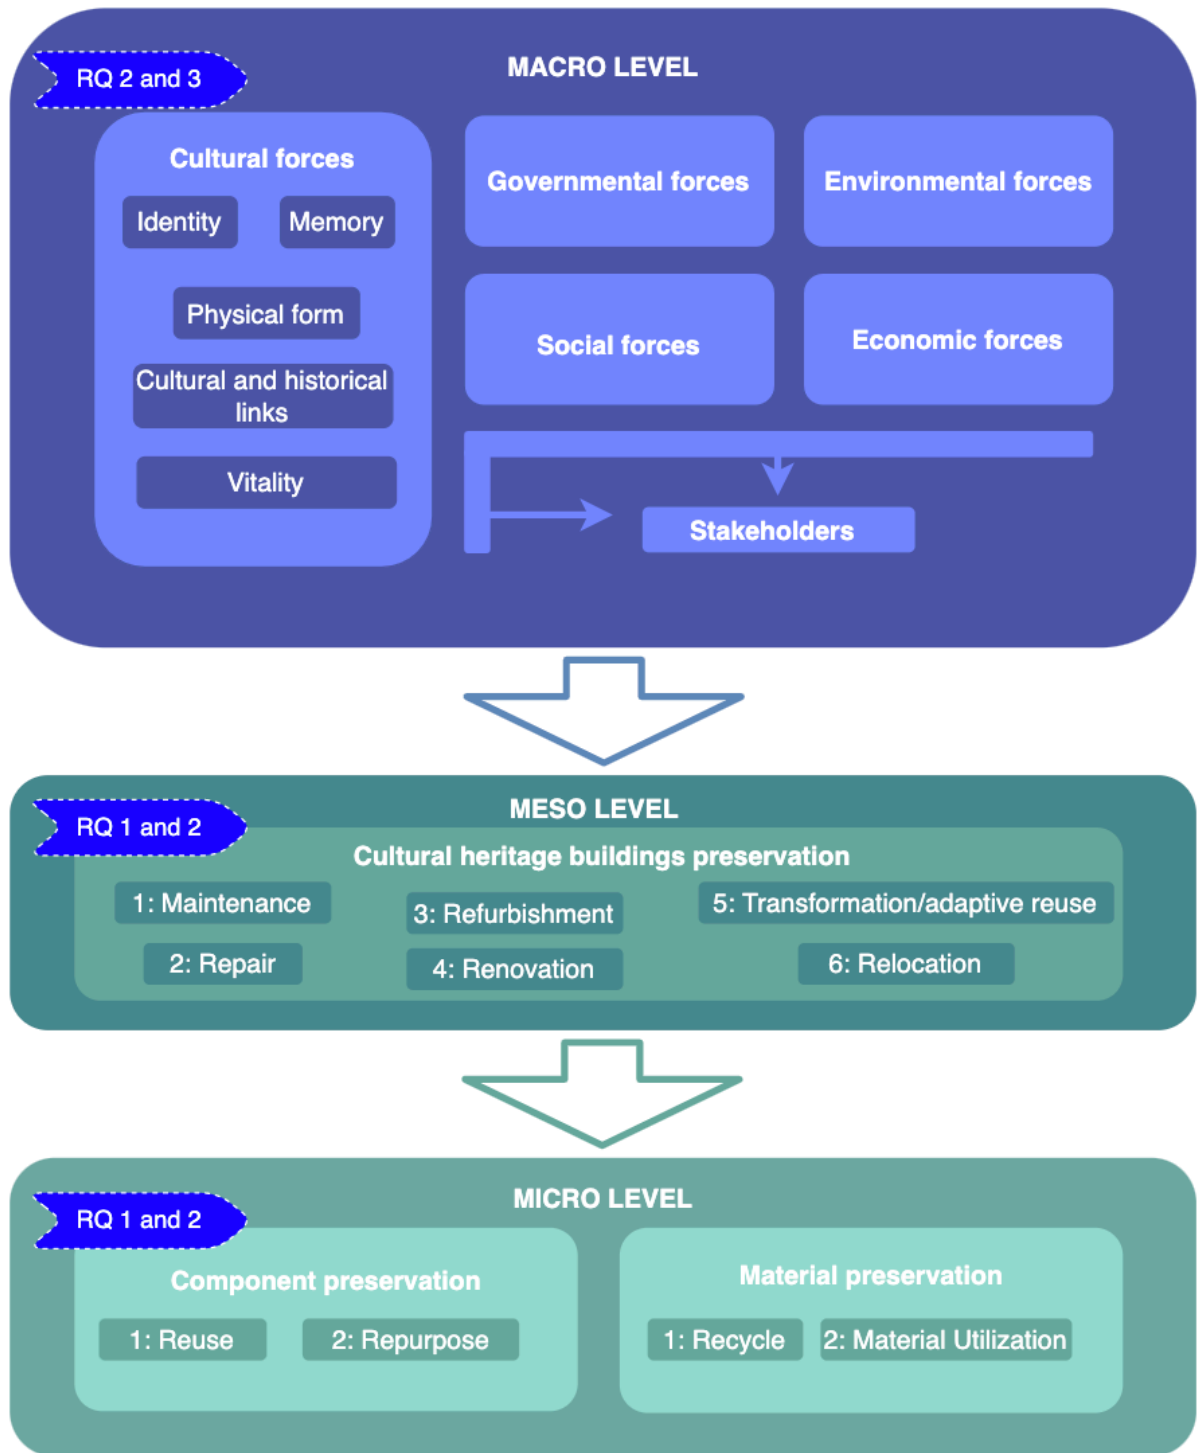 MACRO LEVEL
RQ 2 and 3
Cultural forces
Identity
Memory
Physical form
Cultural and historical
links
Vitality
Governmental forces
Environmental forces
Social forces
Economic forces
Stakeholders
MESO LEVEL
RQ 1 and 2
Cultural heritage buildings preservation
1: Maintenance
2: Repair
3: Refurbishment
4: Renovation
5: Transformation/adaptive reuse
6: Relocation
MICRO LEVEL
RQ 1 and 2
Component preservation
1: Reuse
2: Repurpose
Material preservation
1: Recycle
2: Material Utilization